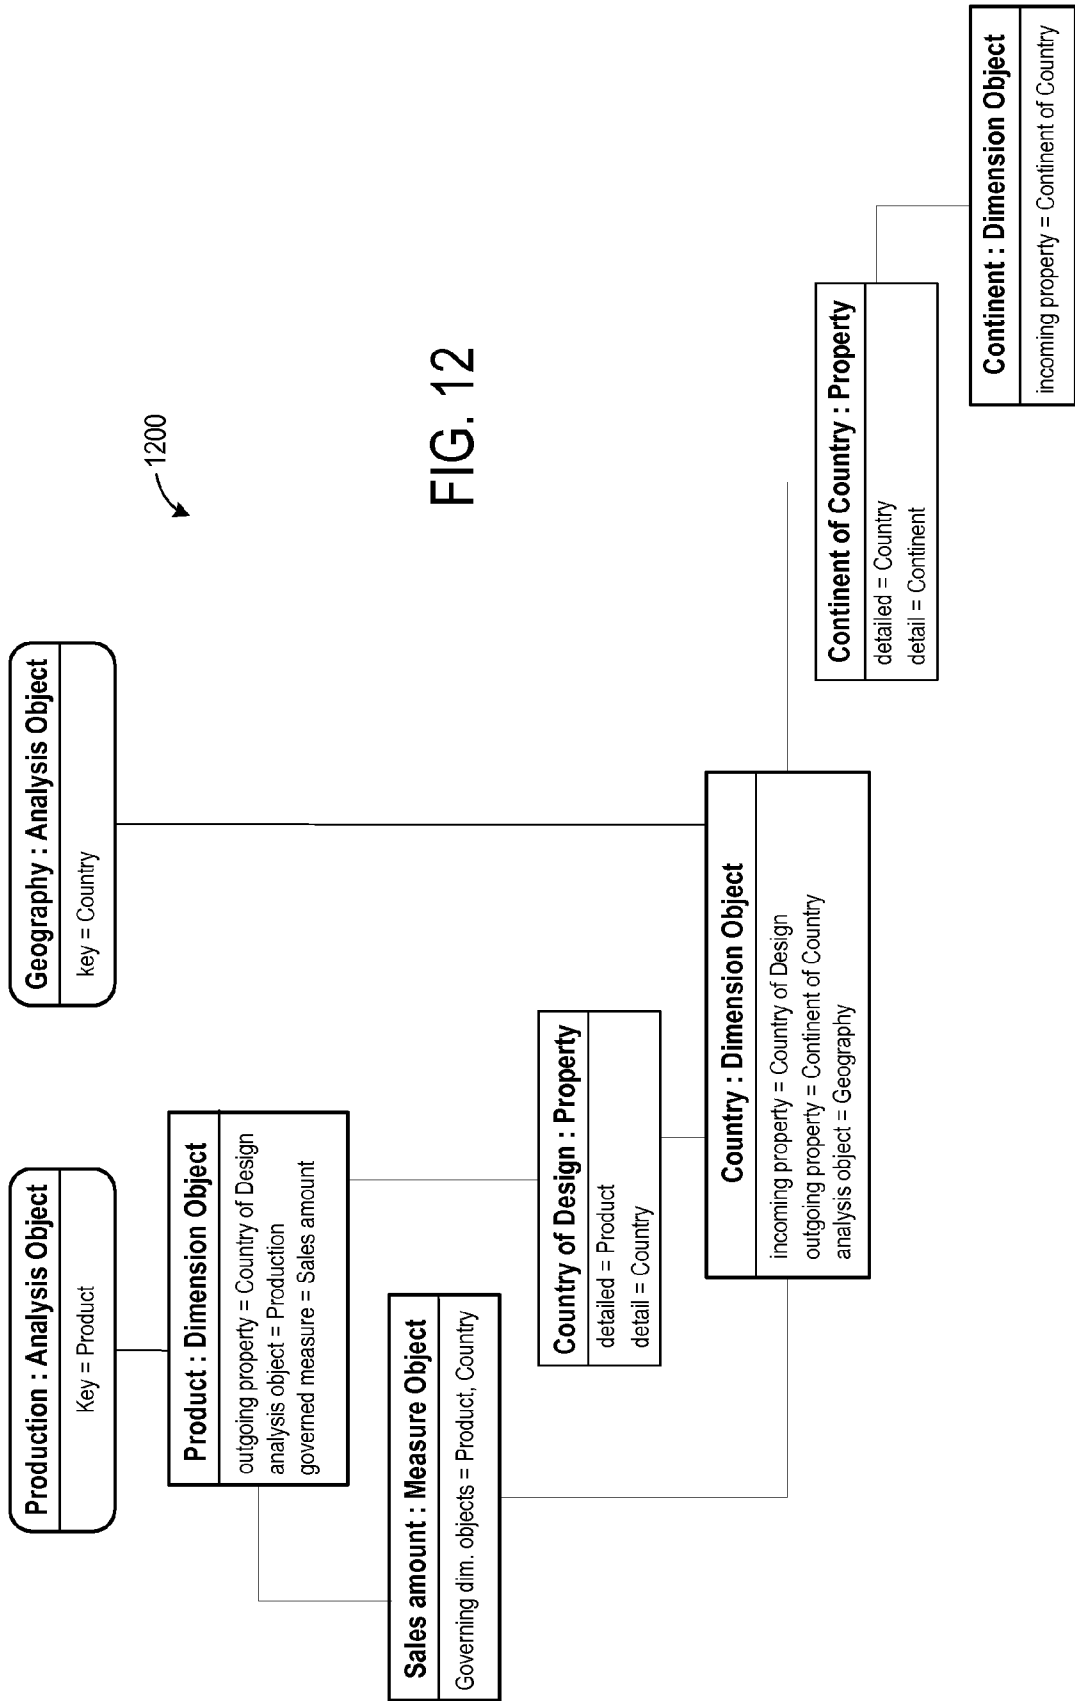 Production : Analysis Object
Key = Product
Geography : Analysis Object
key = Country
1200
Product : Dimension Object
outgoing property = Country of Design
analysis object = Production
governed measure = Sales amount
Sales amount : Measure Object
Governing dim. objects = Product, Country
FIG. 12
Country of Design : Property
detailed = Product
detail = Country
Country : Dimension Object
incoming property = Country of Design
outgoing property = Continent of Country
analysis object = Geography
Continent of Country : Property
detailed = Country
detail = Continent
Continent : Dimension Object
incoming property = Continent of Country